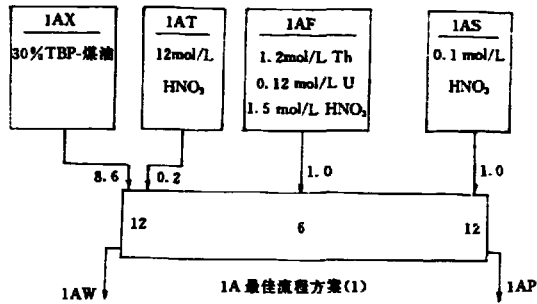 1AX
30%TBP-煤油
1AT
12mol/L
HNO₃
1AF
1.2mol/L Th
0.12 mol/L U
1.5 mol/L HNO₃
1AS
0.1 mol/L
HNO₃
8.6
0.2
1.0
1.0
12
6
12
1AW
1A 最佳流程方案(1)
1AP